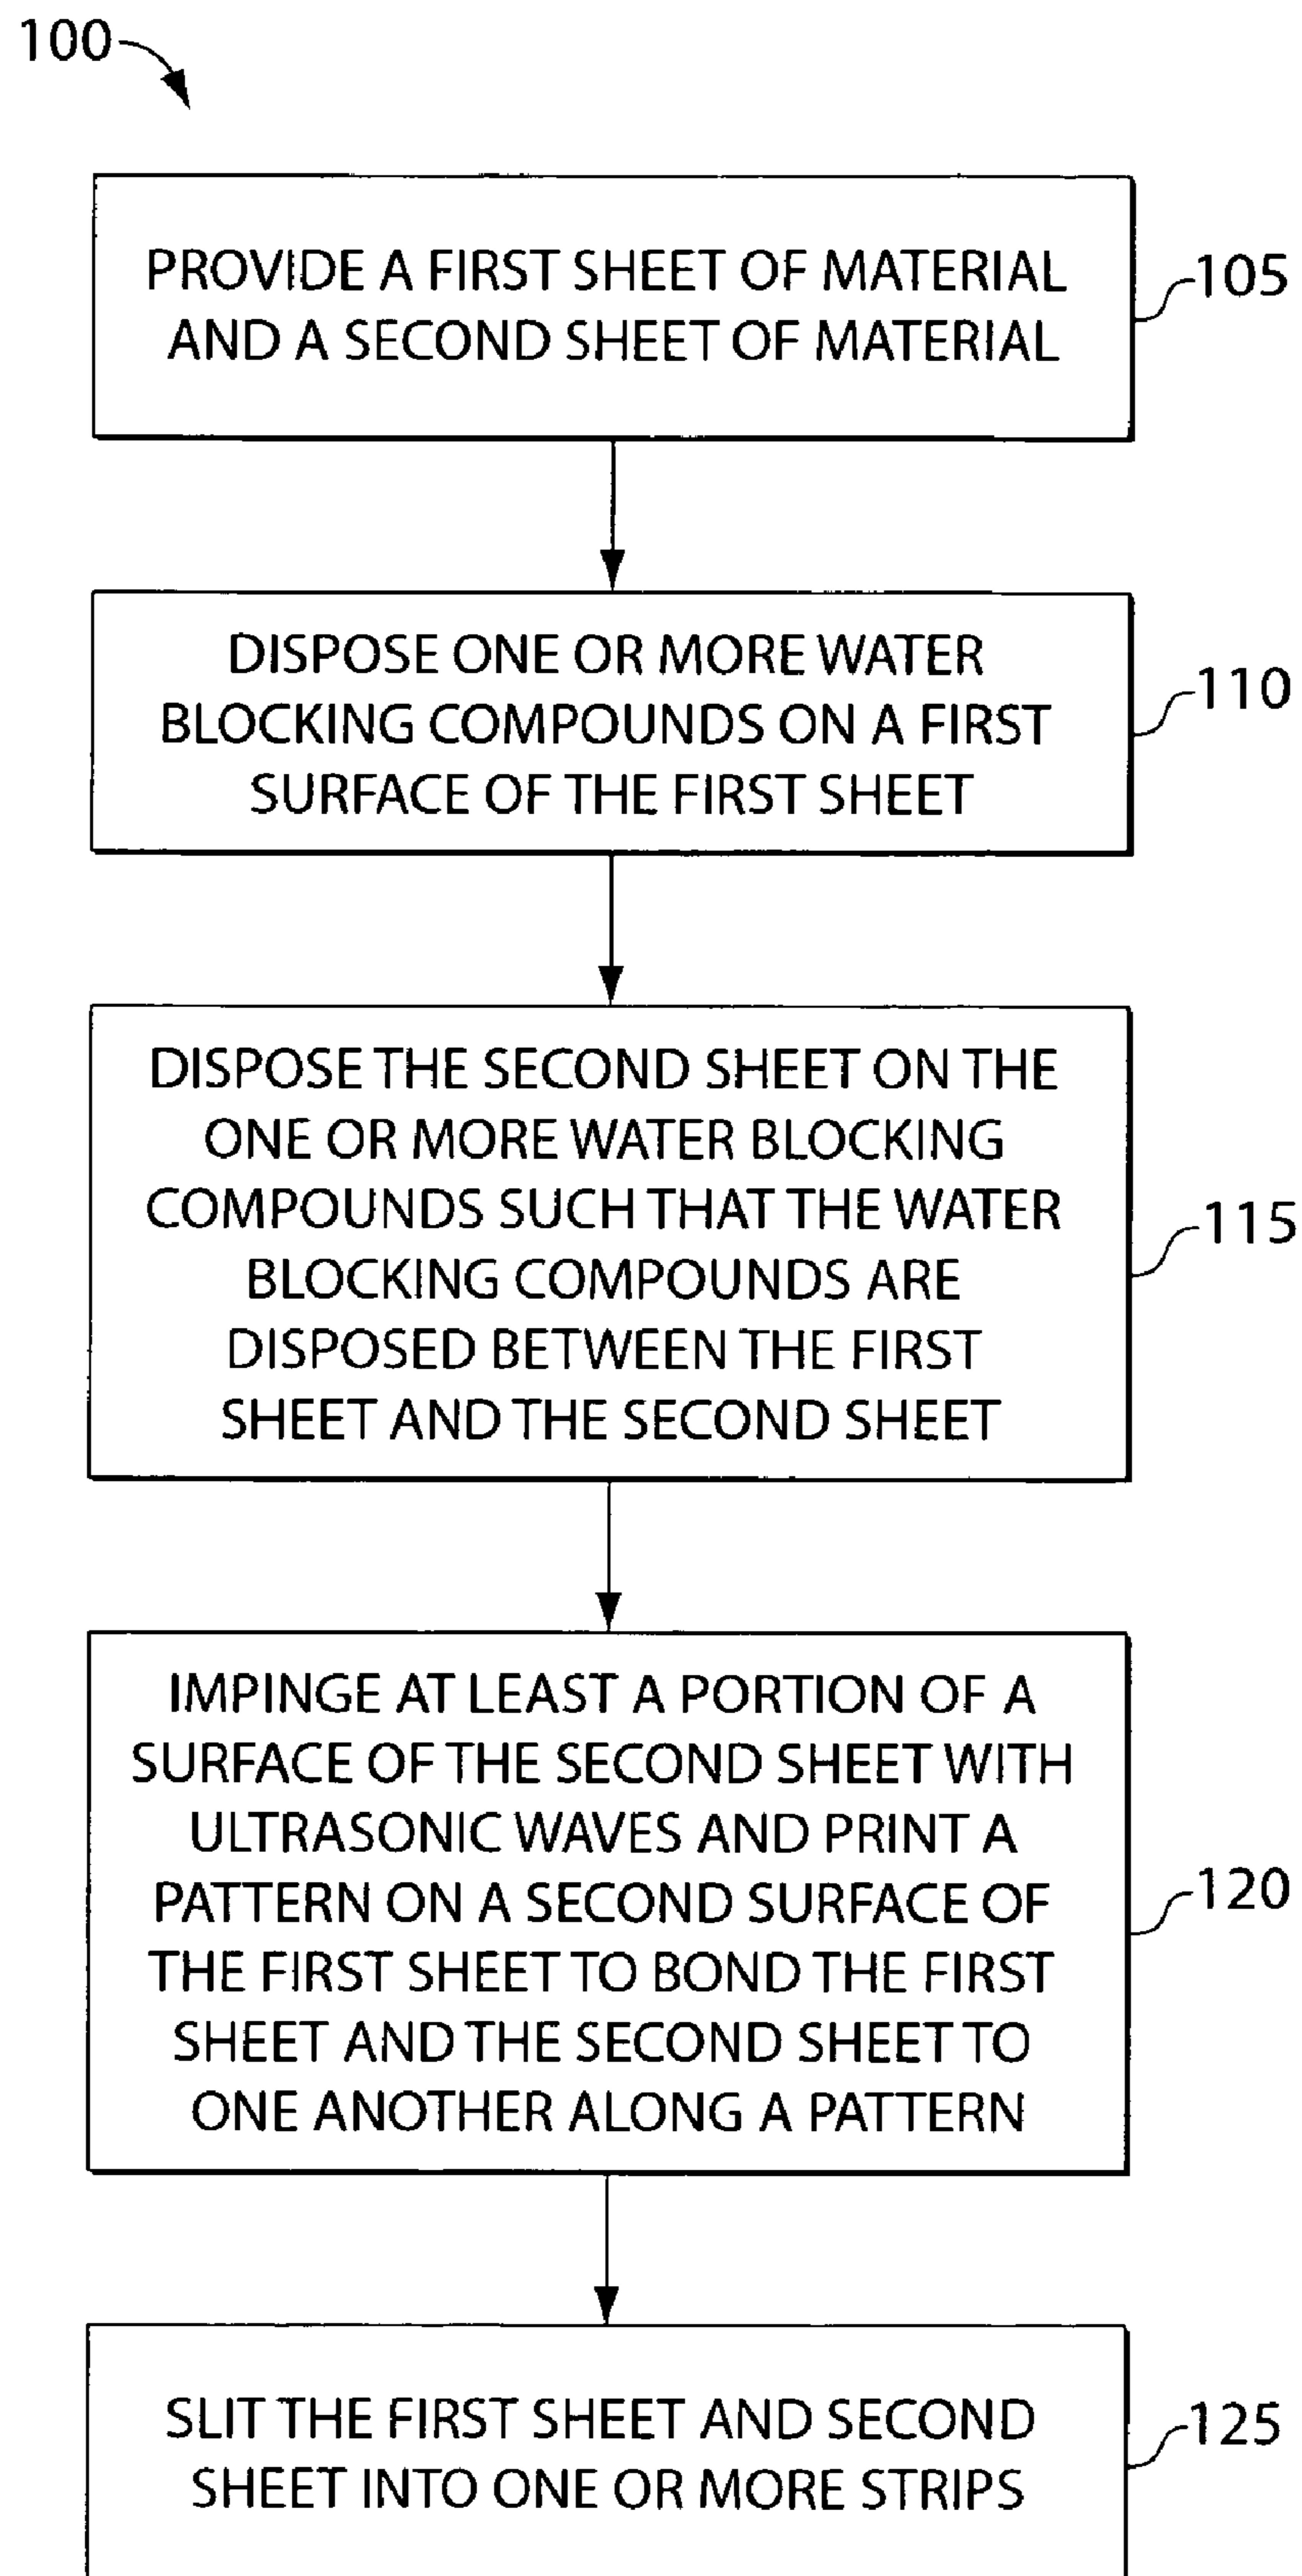 100
PROVIDE A FIRST SHEET OF MATERIAL
AND A SECOND SHEET OF MATERIAL
105
DISPOSE ONE OR MORE WATER
BLOCKING COMPOUNDS ON A FIRST
SURFACE OF THE FIRST SHEET
110
DISPOSE THE SECOND SHEET ON THE
ONE OR MORE WATER BLOCKING
COMPOUNDS SUCH THAT THE WATER
BLOCKING COMPOUNDS ARE
DISPOSED BETWEEN THE FIRST
SHEET AND THE SECOND SHEET
115
IMPINGE AT LEAST A PORTION OF A
SURFACE OF THE SECOND SHEET WITH
ULTRASONIC WAVES AND PRINT A
PATTERN ON A SECOND SURFACE OF
THE FIRST SHEET TO BOND THE FIRST
SHEET AND THE SECOND SHEET TO
ONE ANOTHER ALONG A PATTERN
120
SLIT THE FIRST SHEET AND SECOND
SHEET INTO ONE OR MORE STRIPS
125